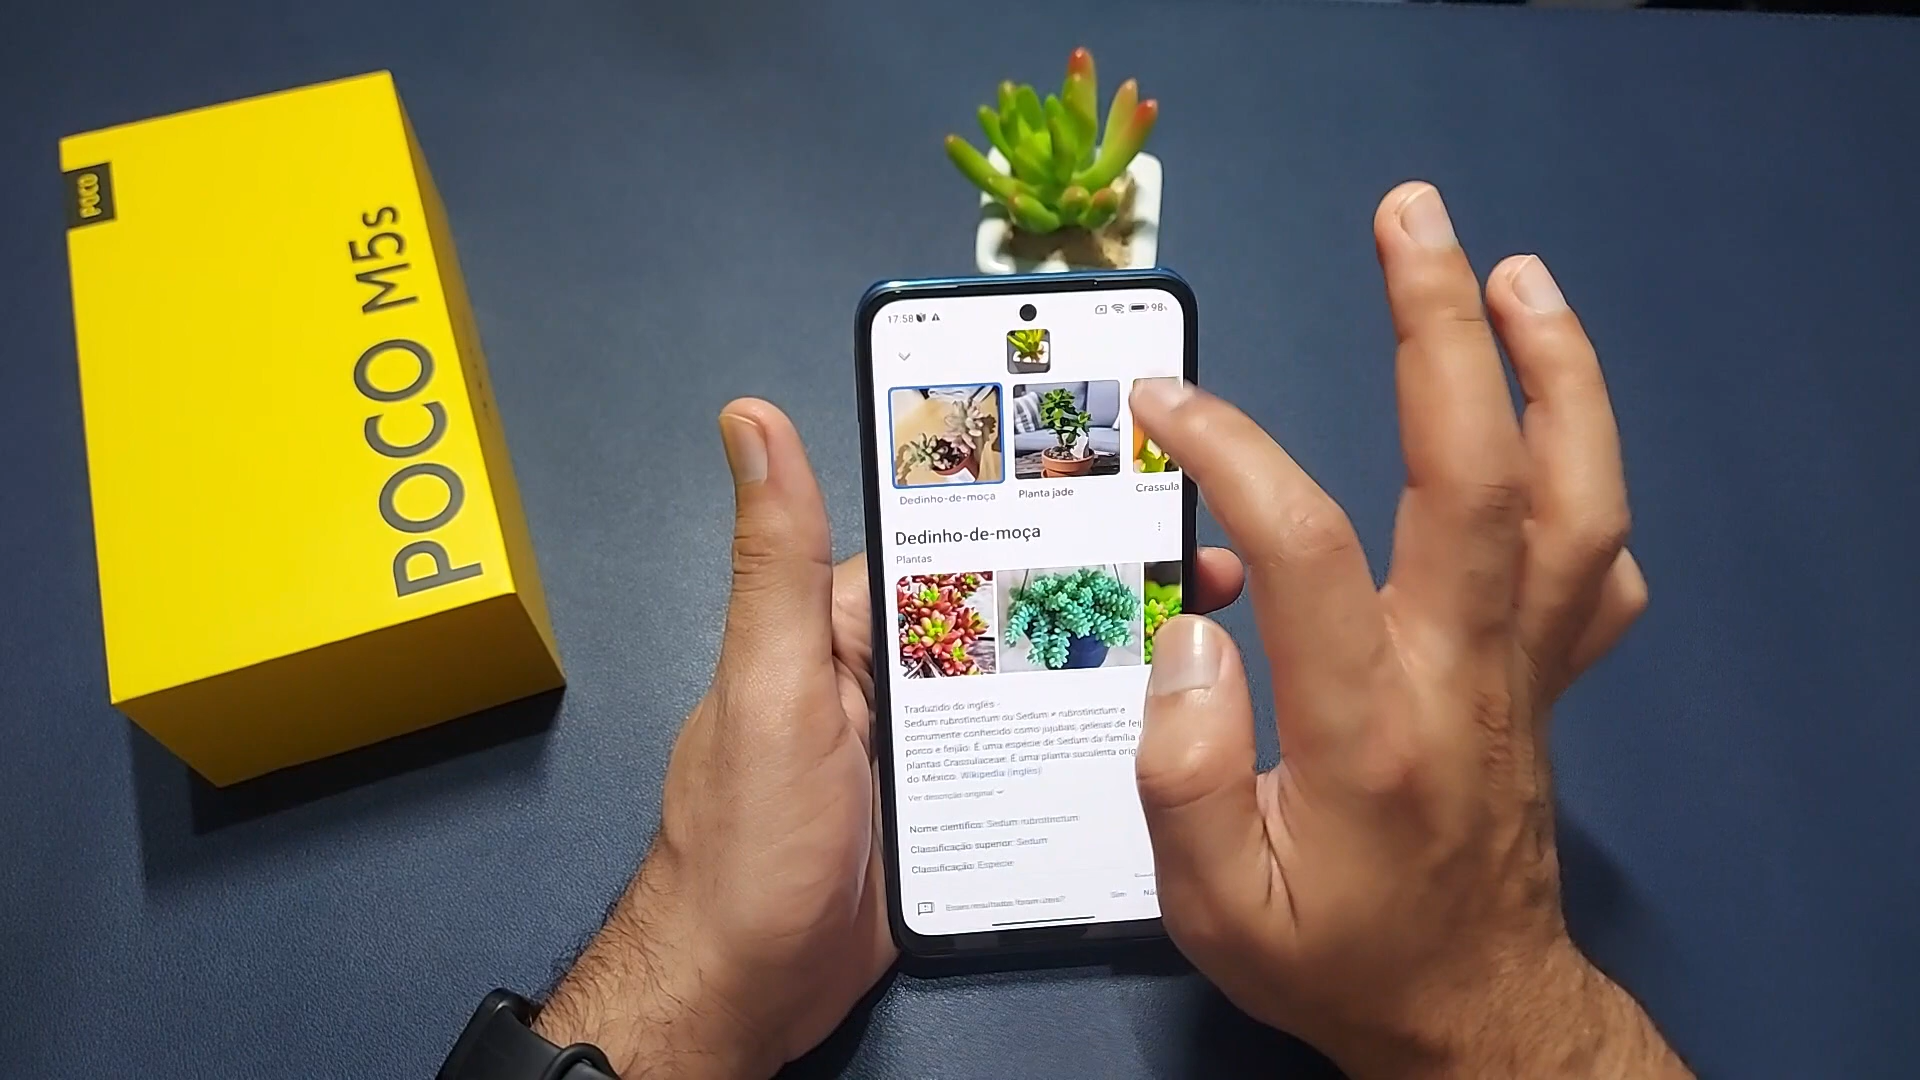 POCO
POCO M5s
17:58
98%
Dedinho-de-moça
Planta jade
Crassula
Dedinho-de-moça
Plantas
Traduzido do inglês -
Sedum rubrotinctum ou Sedum × rubrotinctum e
comumente conhecido como jujubas, geleias de feij
porco e feijão. É uma espécie de Sedum da família
plantas Crassulaceae. É uma planta suculenta orig
do México. Wikipedia (inglês)
Ver descrição original
Nome científico: Sedum rubrotinctum
Classificação superior: Sedum
Classificação: Espécie
Esses resultados foram úteis?
Sim
Nã